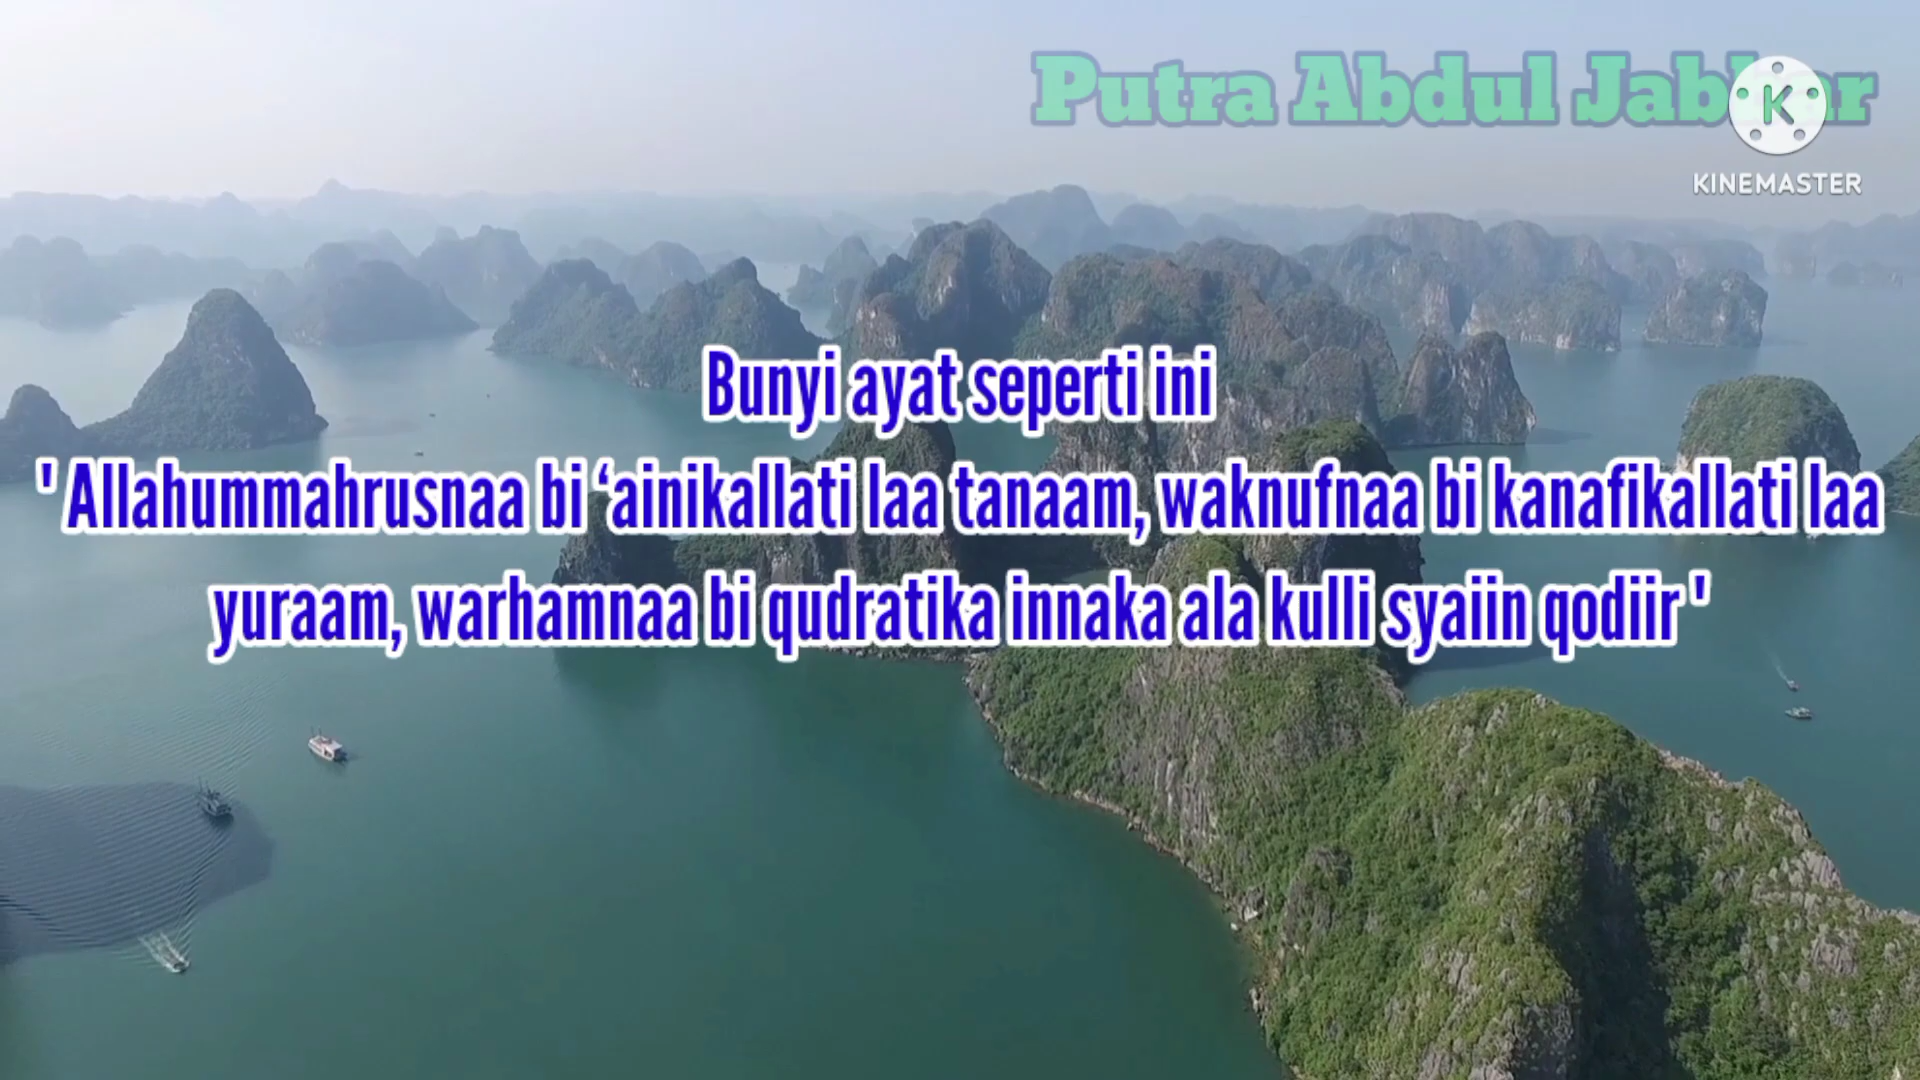 Putra Abdul
KINEMASTER
Bunyi ayat seperti ini
' Allahummahrusnaa bi ‘ainikallati laa tanaam, waknufnaa bi kanafikallati laa
yuraam, warhamnaa bi qudratika innaka ala kulli syaiin qodiir '